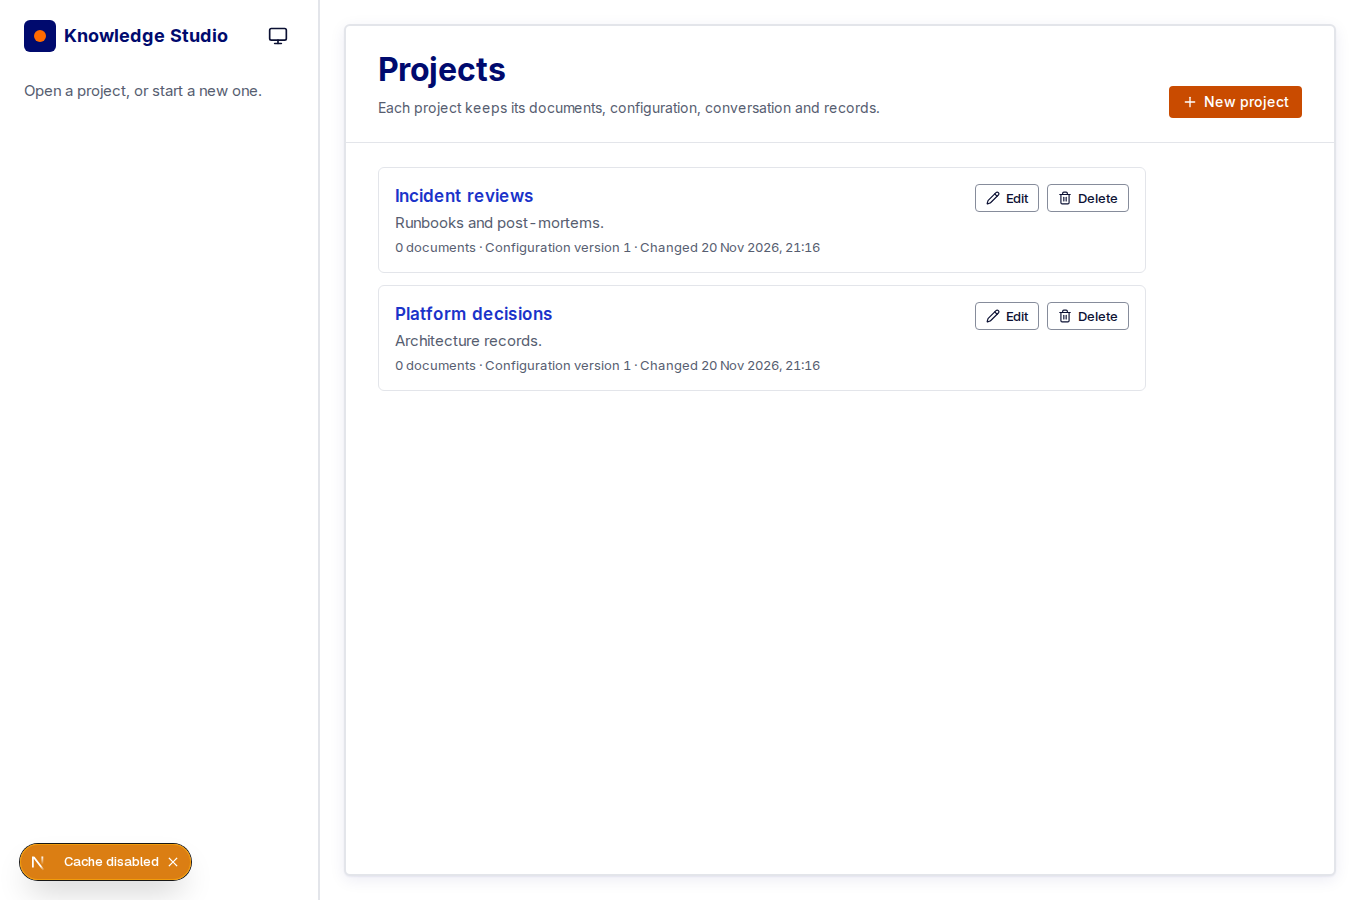 Knowledge Studio
Open a project, or start a new one.
Projects
Each project keeps its documents, configuration, conversation and records.
New project
Incident reviews
Edit
Delete
Runbooks and post-mortems.
0 documents · Configuration version 1 · Changed 20 Nov 2026, 21:16
Platform decisions
Edit
Delete
Architecture records.
0 documents · Configuration version 1 · Changed 20 Nov 2026, 21:16
Cache disabled